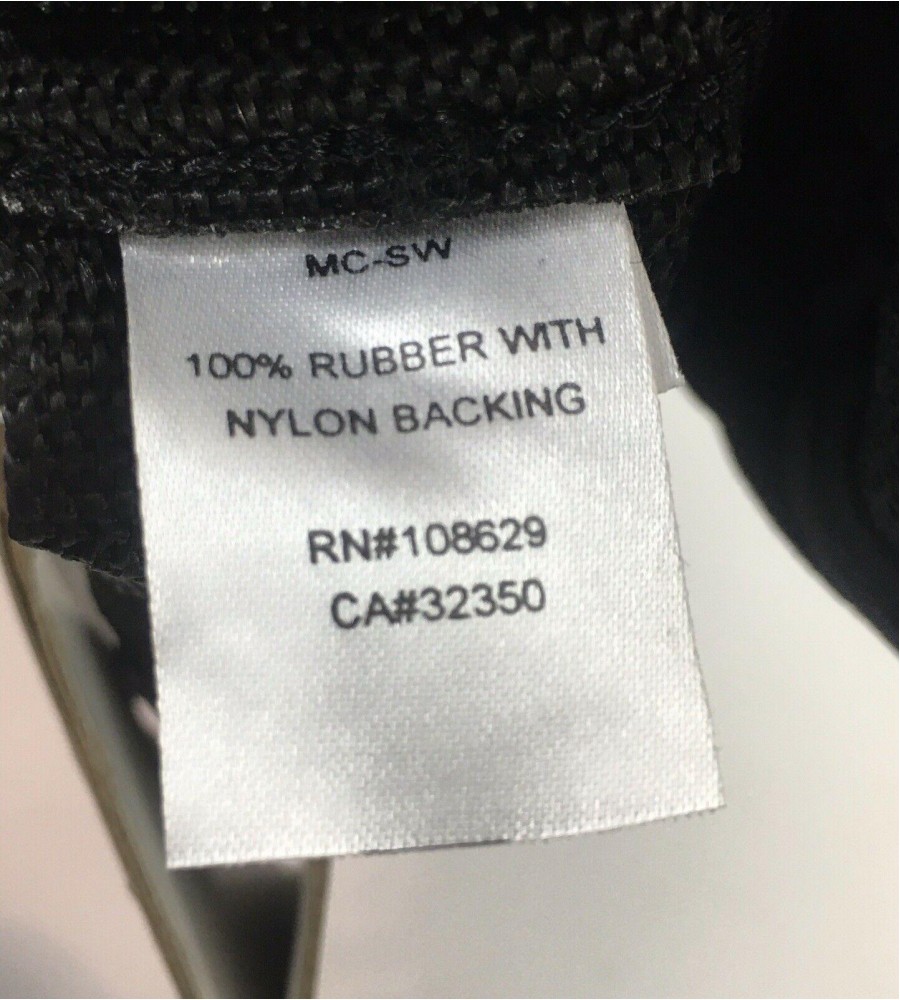 MC-SW
100% RUBBER WITH
NYLON BACKING
RN#108629
CA#32350